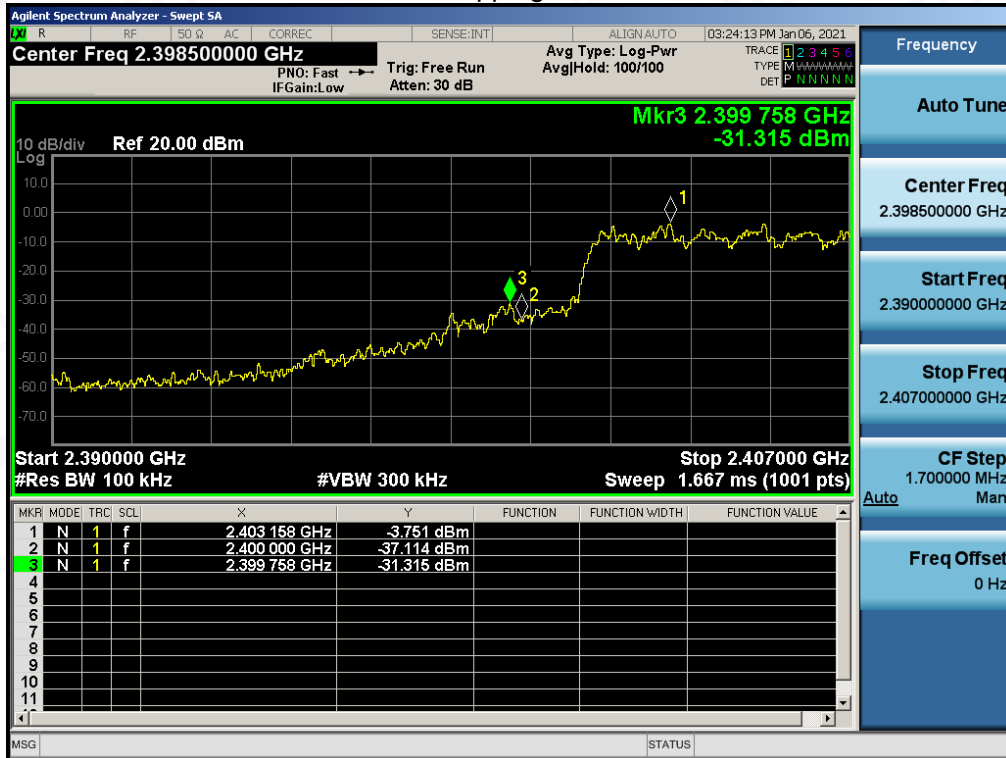 Agilent Spectrum Analyzer - Swept SA
LXI R RF 50 Ω AC CORREC SENSE:INT ALIGN AUTO 03:24:13 PM Jan 06, 2021
Center Freq 2.398500000 GHz
PNO: Fast
IFGain:Low
Trig: Free Run
Atten: 30 dB
Avg Type: Log-Pwr
Avg|Hold: 100/100
TRACE 1 2 3 4 5 6
TYPE M
DET P N N N N N
Mkr3 2.399 758 GHz
-31.315 dBm
10 dB/div Ref 20.00 dBm
Log
10.0
0.00
-10.0
-20.0
-30.0
-40.0
-50.0
-60.0
-70.0
1
3
2
Start 2.390000 GHz Stop 2.407000 GHz
#Res BW 100 kHz #VBW 300 kHz Sweep 1.667 ms (1001 pts)
MKR MODE TRC SCL X Y FUNCTION FUNCTION WIDTH FUNCTION VALUE
1 N 1 f 2.403 158 GHz -3.751 dBm
2 N 1 f 2.400 000 GHz -37.114 dBm
3 N 1 f 2.399 758 GHz -31.315 dBm
4
5
6
7
8
9
10
11
MSG STATUS
Frequency
Auto Tune
Center Freq
2.398500000 GHz
Start Freq
2.390000000 GHz
Stop Freq
2.407000000 GHz
CF Step
1.700000 MHz
Auto Man
Freq Offset
0 Hz